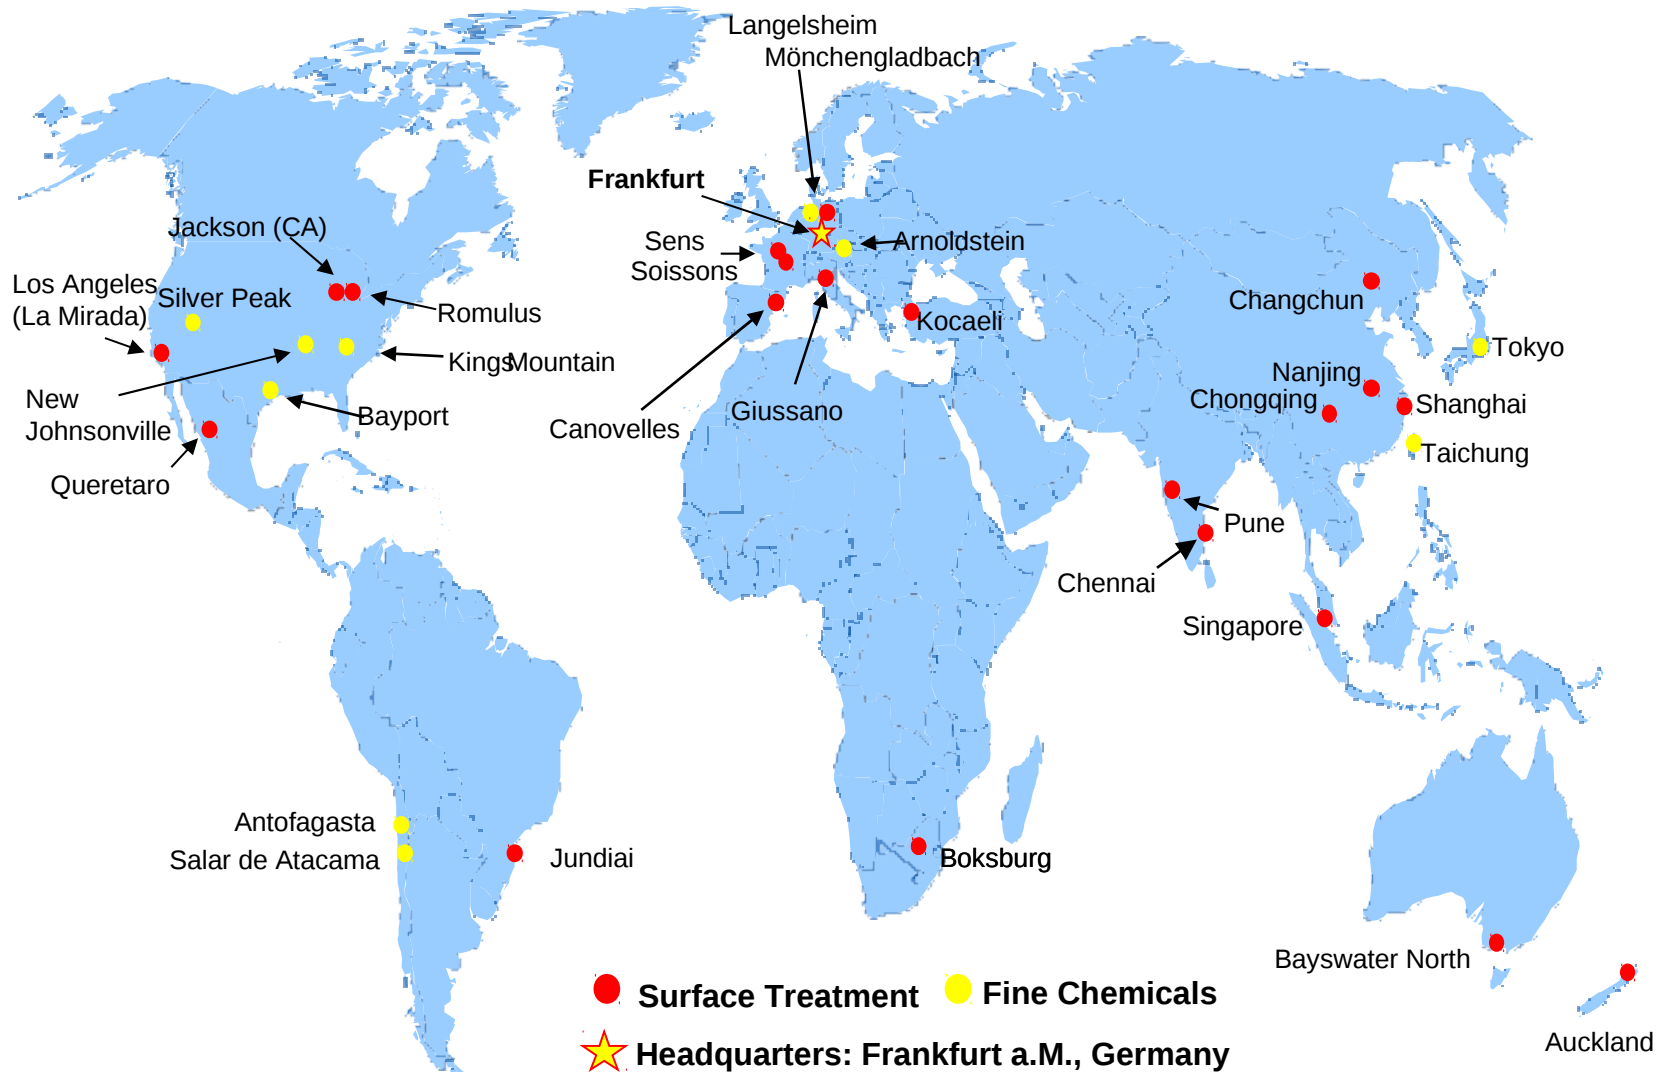 Langelsheim
Mönchengladbach
Frankfurt
Jackson (CA)
Sens
Soissons
Arnoldstein
Los Angeles
(La Mirada)
Silver Peak
Romulus
Changchun
Kocaeli
Tokyo
Kings Mountain
Nanjing
Chongqing
Shanghai
New
Johnsonville
Bayport
Canovelles
Giussano
Taichung
Queretaro
Pune
Chennai
Singapore
Antofagasta
Salar de Atacama
Jundiai
Boksburg
Bayswater North
Surface Treatment
Fine Chemicals
Auckland
Headquarters: Frankfurt a.M., Germany